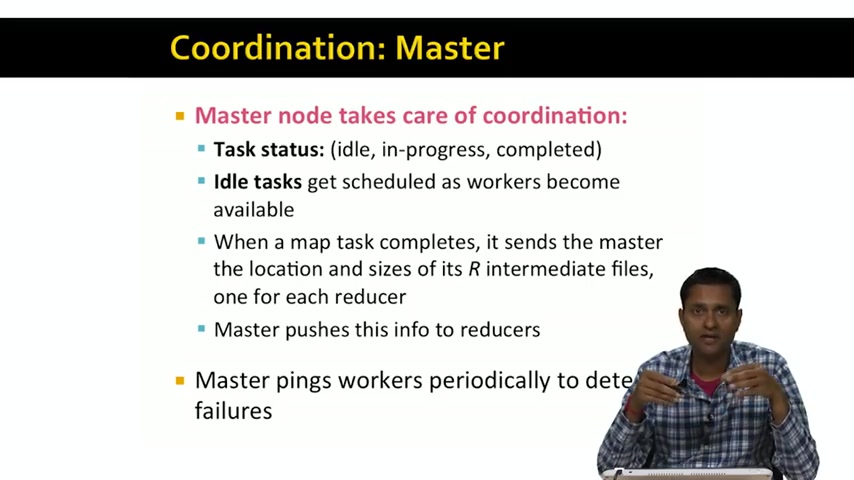 Coordination: Master
Master node takes care of coordination:
Task status: (idle, in-progress, completed)
Idle tasks get scheduled as workers become
available
When a map task completes, it sends the master
the location and sizes of its R intermediate files,
one for each reducer
Master pushes this info to reducers
Master pings workers periodically to dete
failures